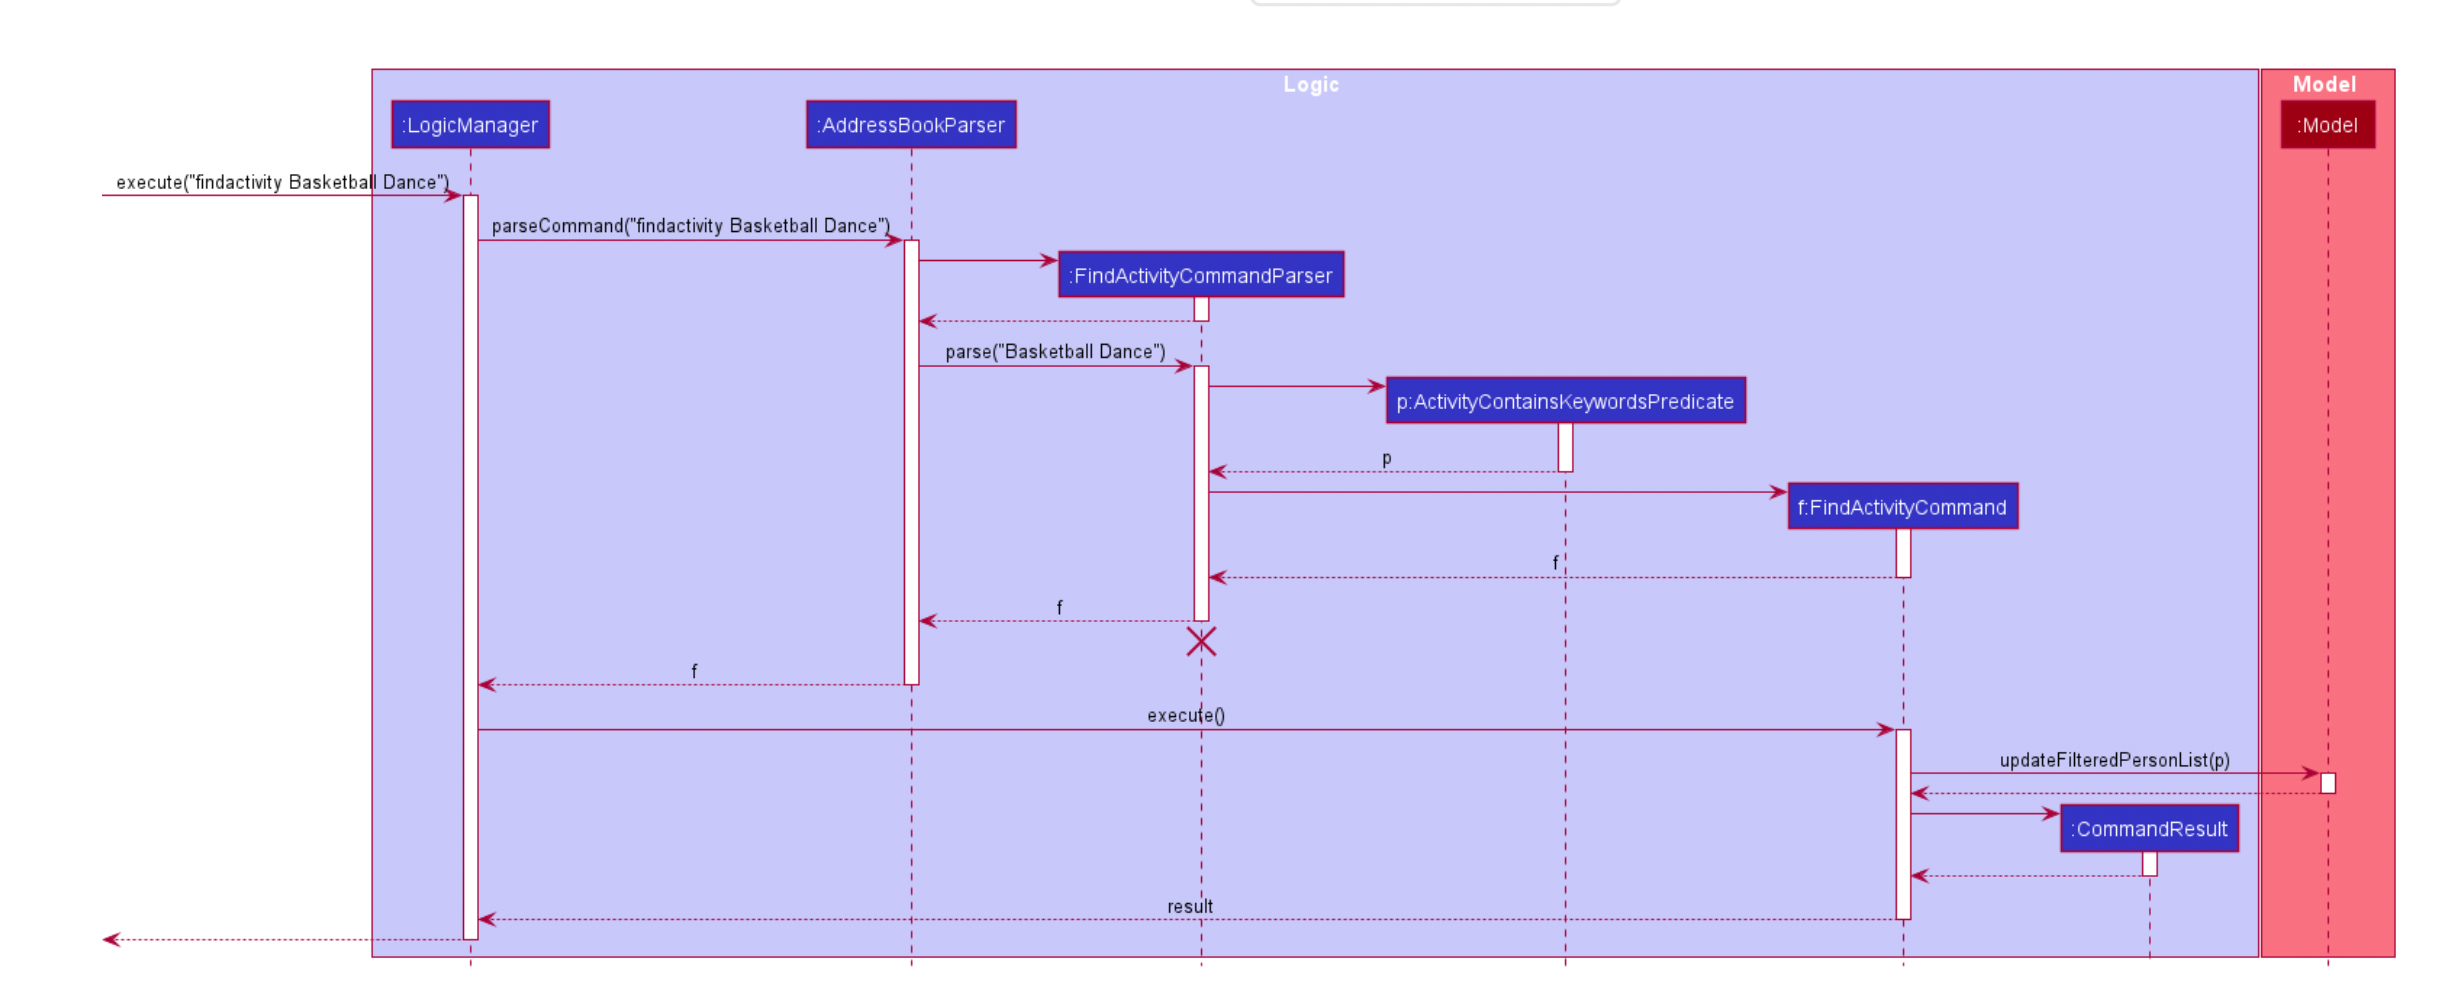 Logic
Model
:LogicManager
:AddressBookParser
:Model
execute("findactivity Basketball Dance")
parseCommand("findactivity Basketball Dance")
:FindActivityCommandParser
parse("Basketball Dance")
p:ActivityContainsKeywordsPredicate
p
f:FindActivityCommand
f
f
f
execute()
updateFilteredPersonList(p)
:CommandResult
result